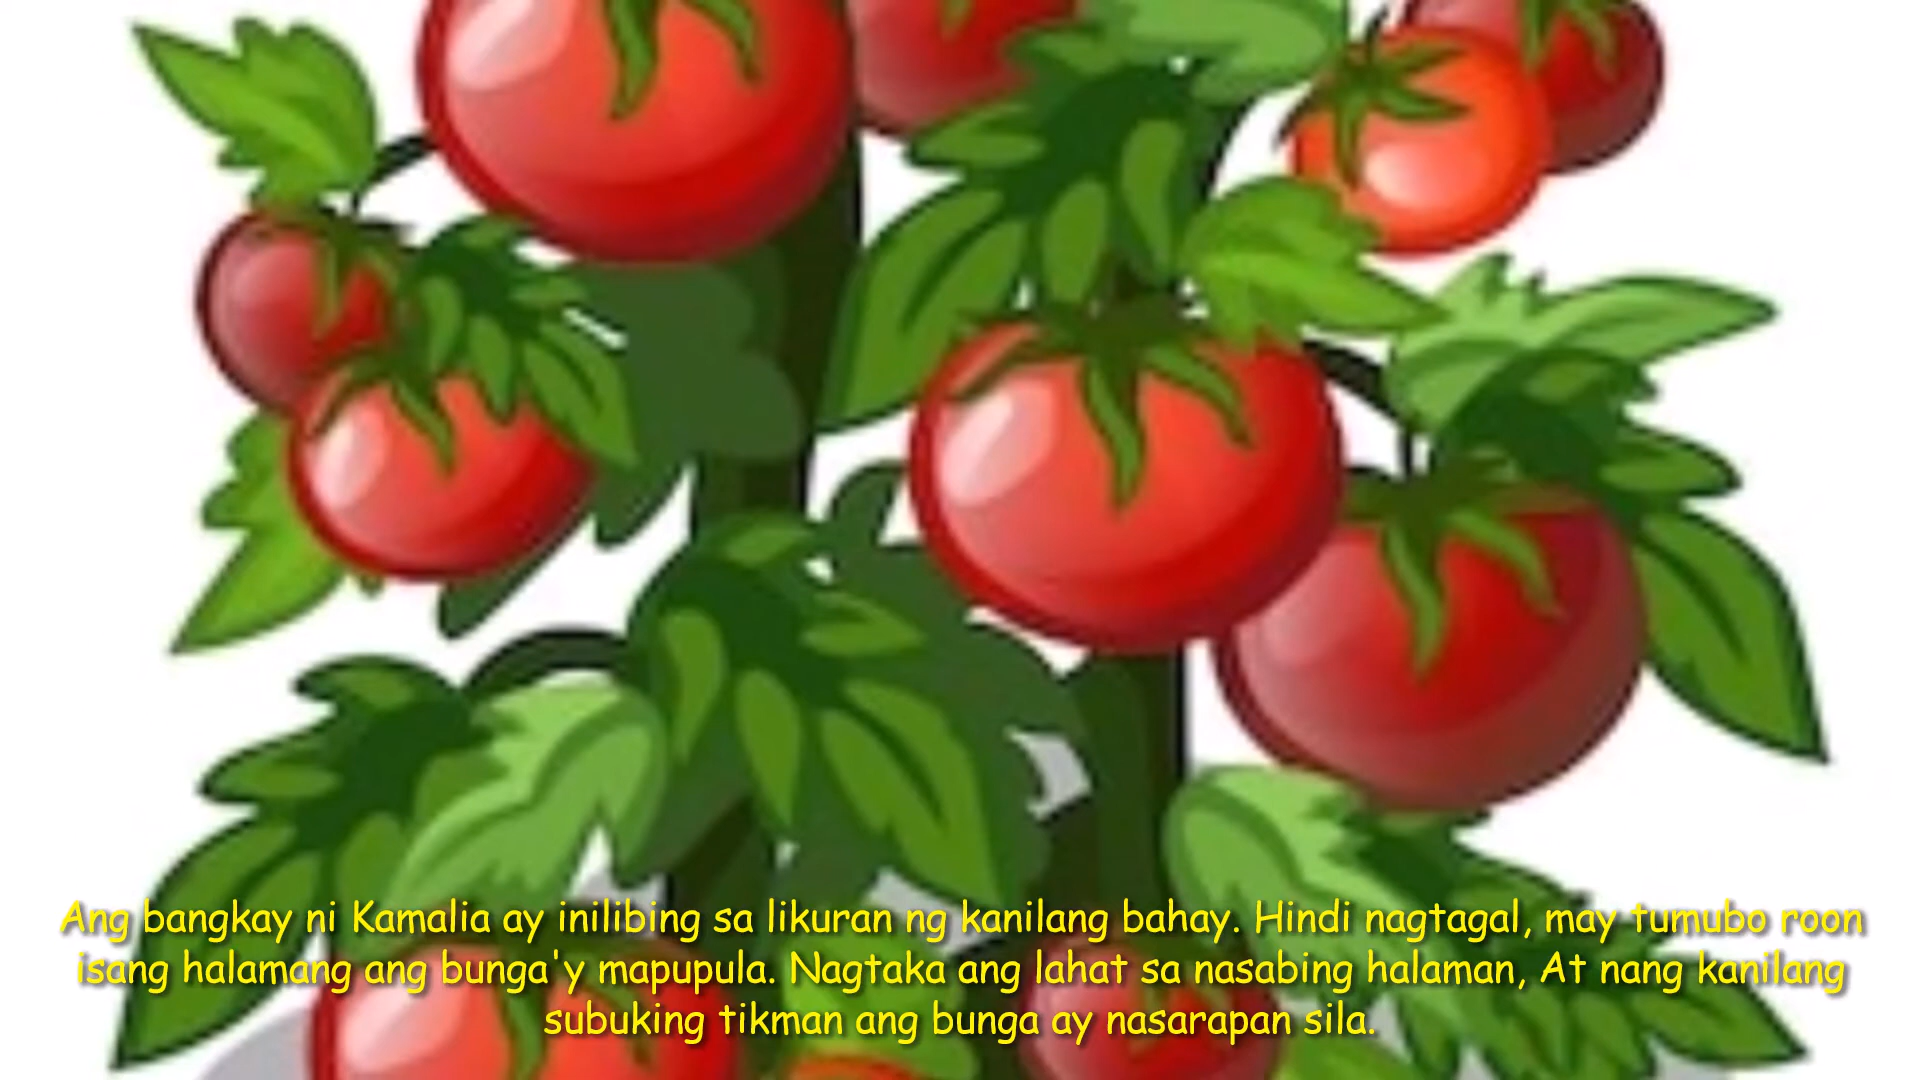 Ang bangkay ni Kamalia ay inilibing sa likuran ng kanilang bahay. Hindi nagtagal, may tumubo roon
isang halamang ang bunga'y mapupula. Nagtaka ang lahat sa nasabing halaman, At nang kanilang
subuking tikman ang bunga ay nasarapan sila.